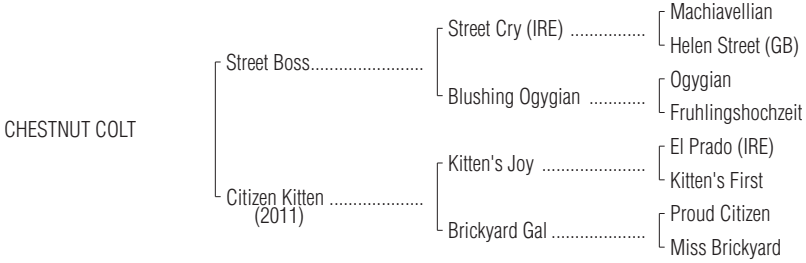 Machiavellian
Street Cry (IRE) ................
Helen Street (GB)
Street Boss........................
Ogygian
Blushing Ogygian ............
Fruhlingshochzeit
CHESTNUT COLT
El Prado (IRE)
Kitten's Joy ......................
Kitten's First
Citizen Kitten ....................
(2011)
Proud Citizen
Brickyard Gal ....................
Miss Brickyard